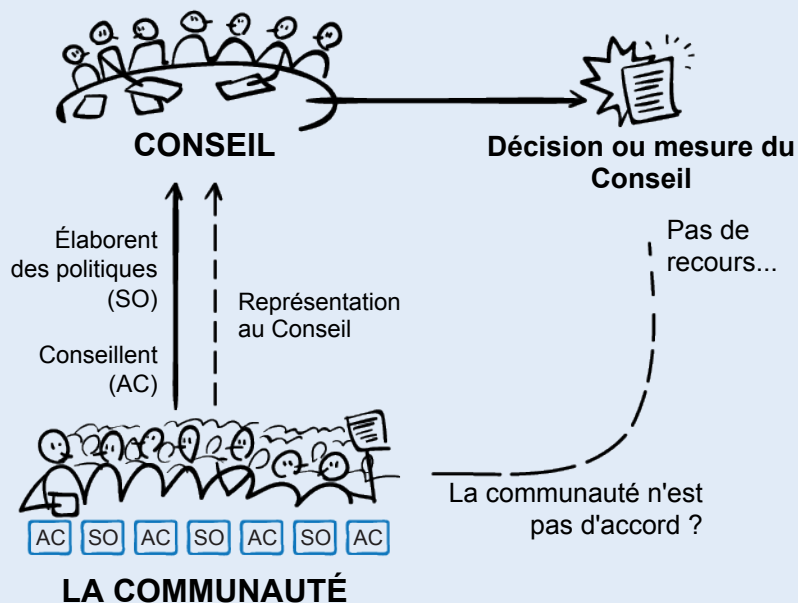 CONSEIL
Décision ou mesure du
Conseil
Élaborent
des politiques
(SO)
Conseillent
(AC)
Représentation
au Conseil
Pas de
recours...
La communauté n'est
pas d'accord ?
AC SO AC SO AC SO AC
LA COMMUNAUTÉ